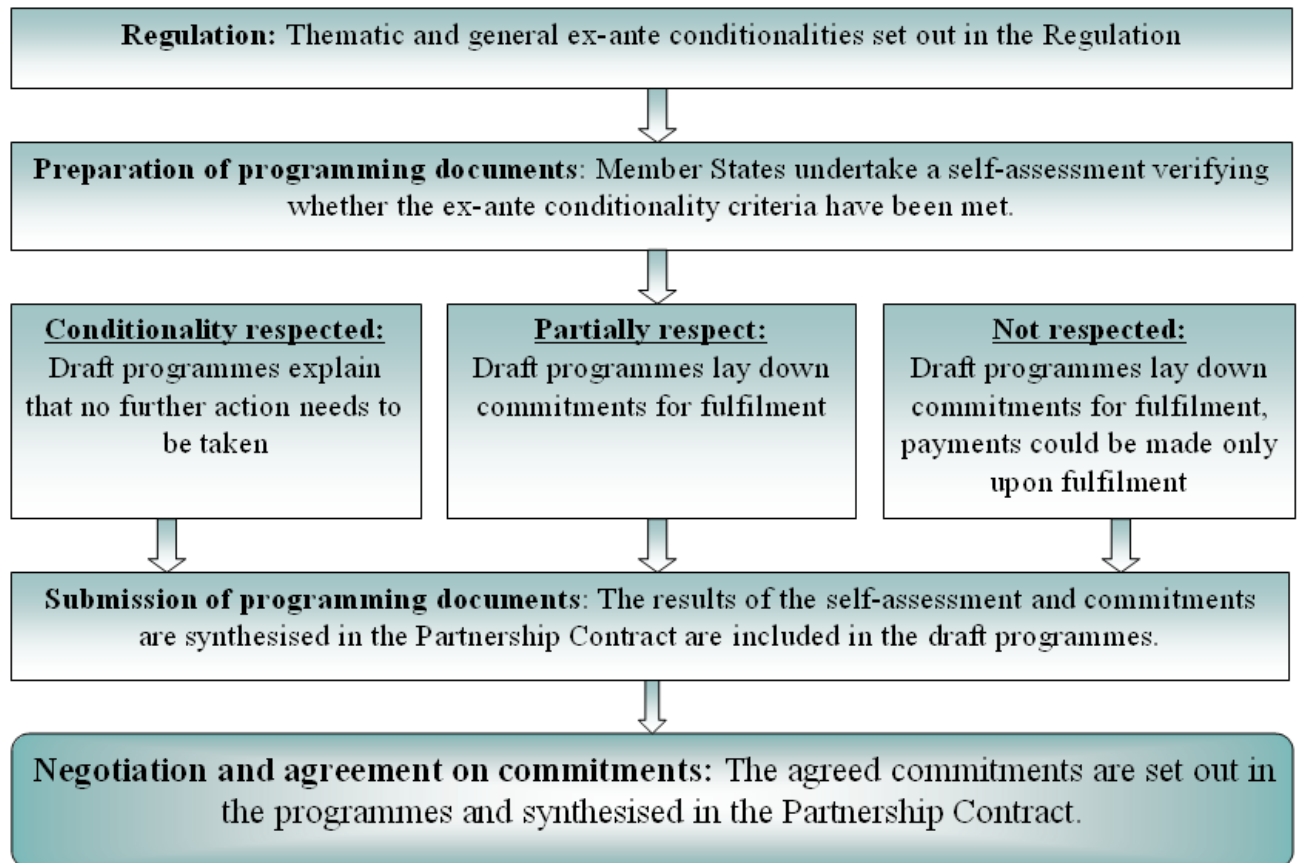 Regulation: Thematic and general ex-ante conditionalities set out in the Regulation
Preparation of programming documents: Member States undertake a self-assessment verifying
whether the ex-ante conditionality criteria have been met.
Conditionality respected:
Draft programmes explain
that no further action needs to
be taken
Partially respect:
Draft programmes lay down
commitments for fulfilment
Not respected:
Draft programmes lay down
commitments for fulfilment,
payments could be made only
upon fulfilment
Submission of programming documents: The results of the self-assessment and commitments
are synthesised in the Partnership Contract are included in the draft programmes.
Negotiation and agreement on commitments: The agreed commitments are set out in
the programmes and synthesised in the Partnership Contract.